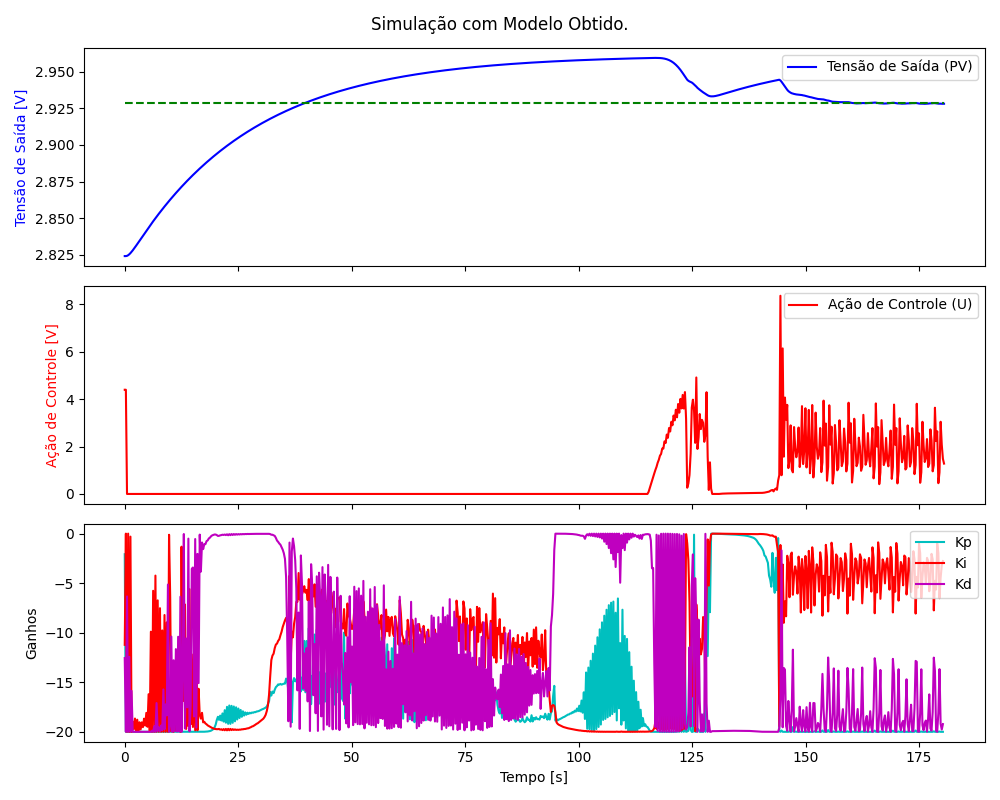 Simulação com Modelo Obtido.
Tensão de Saída [V]
2.950
2.925
2.900
2.875
2.850
2.825
Tensão de Saída (PV)
Ação de Controle [V]
8
6
4
2
0
Ação de Controle (U)
Ganhos
0
−5
−10
−15
−20
Kp
Ki
Kd
0
25
50
75
100
125
150
175
Tempo [s]